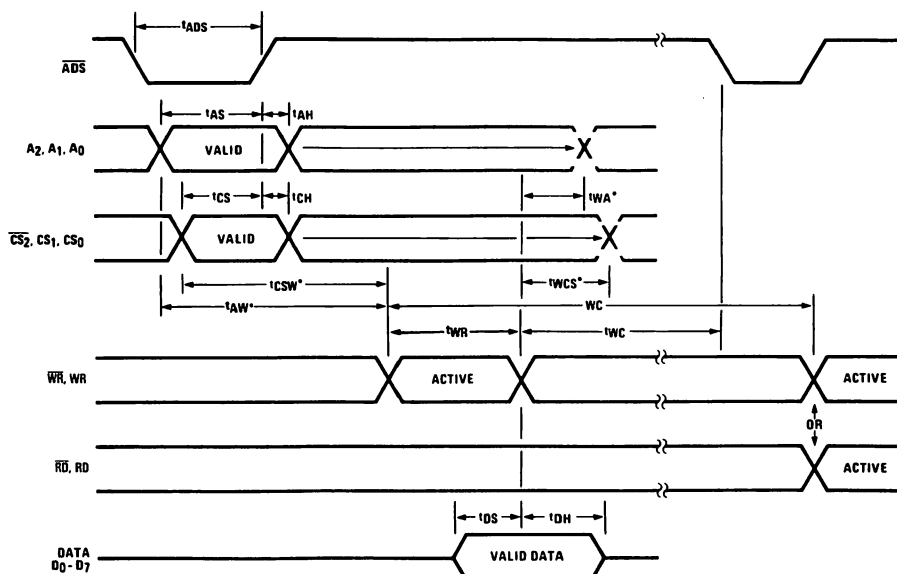 tADS
ADS
tAS tAH
A2, A1, A0 VALID
tCS tCH tWA*
CS2, CS1, CS0 VALID
tCSW* tWCS*
tAW* WC
tWR tWC
WR, WR ACTIVE ACTIVE
OR
RD, RD ACTIVE
tDS tDH
DATA
D0 - D7 VALID DATA